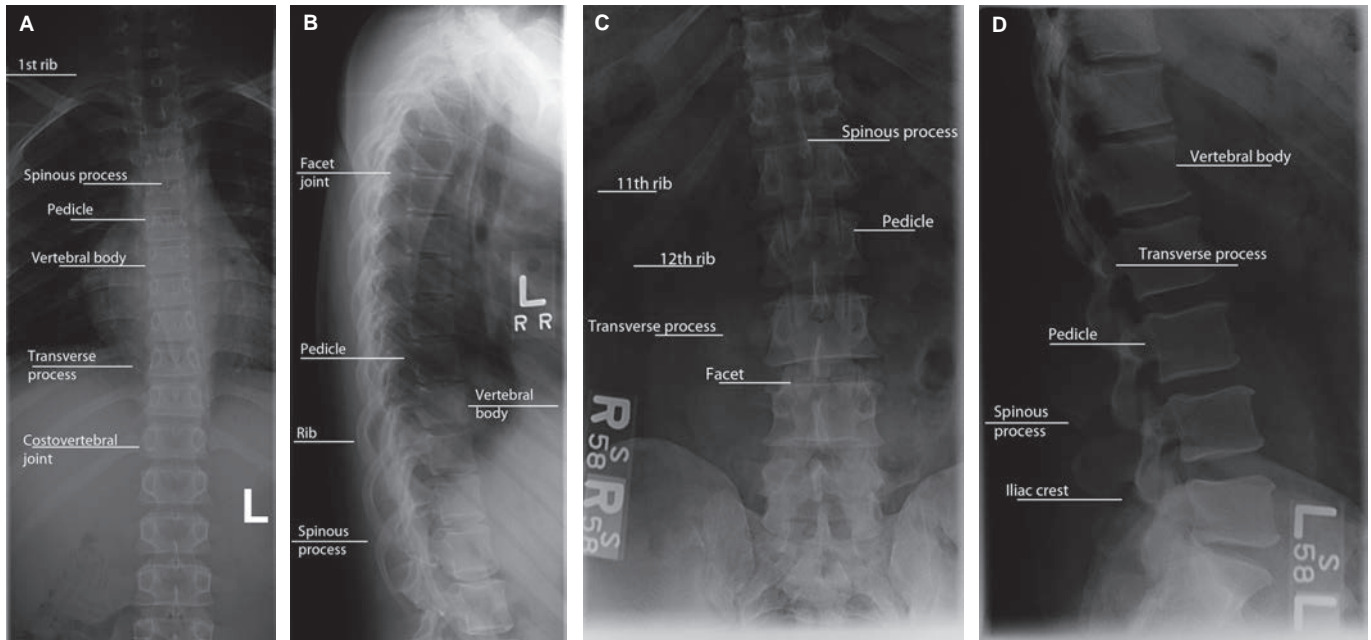 A
1st rib
Spinous process
Pedicle
Vertebral body
Transverse
process
Costovertebral
joint
L
B
Facet
joint
L
R R
Pedicle
Vertebral
body
Rib
Spinous
process
C
Spinous process
11th rib
Pedicle
12th rib
Transverse process
Facet
R
S
58
R
S
58
D
Vertebral body
Transverse process
Pedicle
Spinous
process
Iliac crest
L
S
58
L